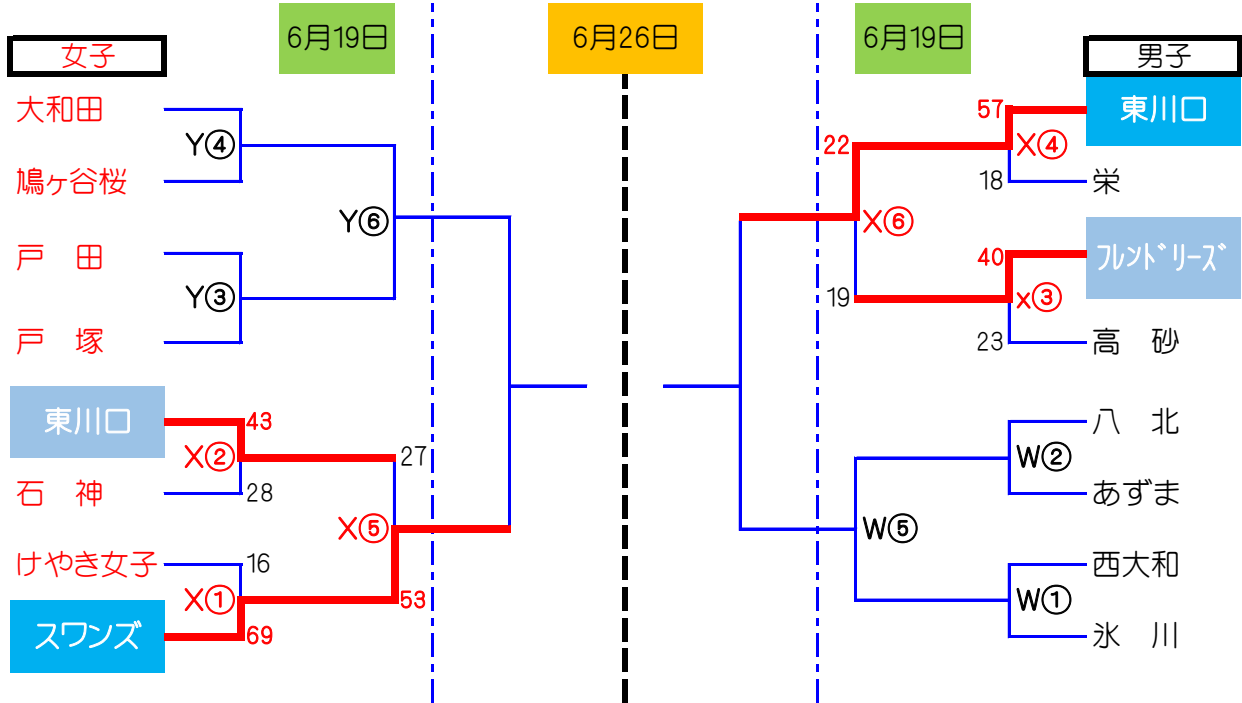 6月19日
6月26日
6月19日
女子
男子
大和田
Y④
鳩ヶ谷桜
Y⑥
戸 田
Y③
戸 塚
東川口
43
X②
27
石 神
28
X⑤
けやき女子
16
X①
53
スワンズ
69
57
東川口
22
X④
18
栄
X⑥
40
フレンドリーズ
19
x③
23
高 砂
八 北
W②
あずま
W⑤
西大和
W①
氷 川